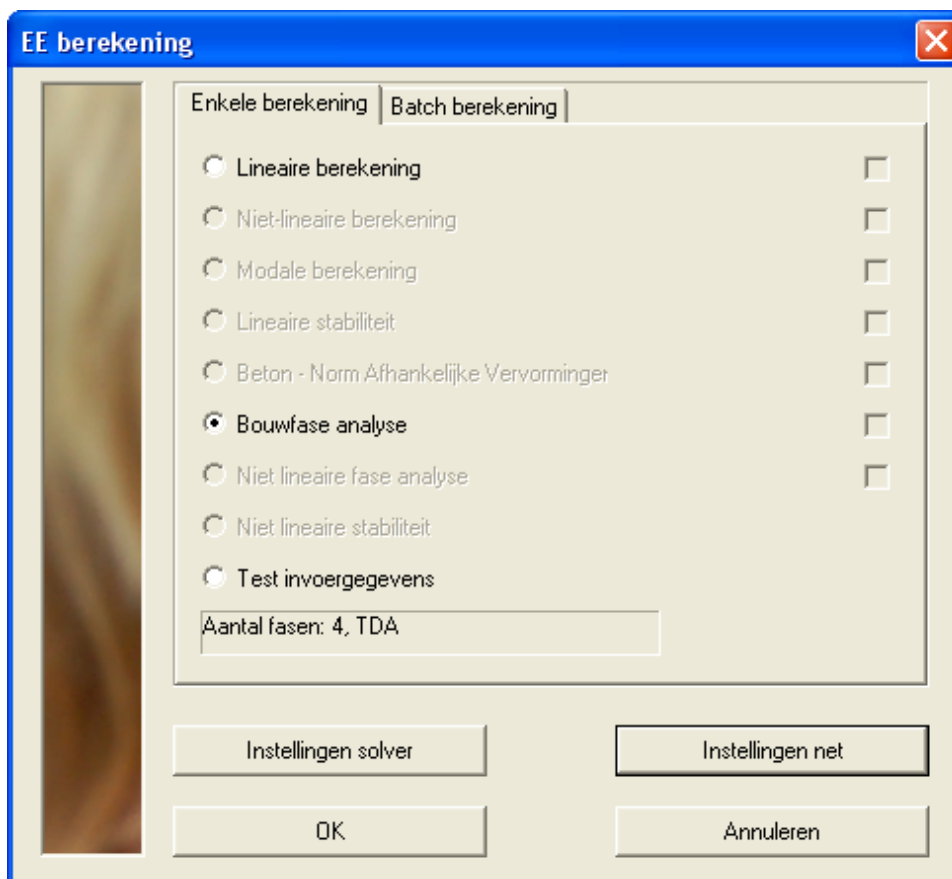 EE berekening
Enkele berekening
Batch berekening
Lineaire berekening
Niet-lineaire berekening
Modale berekening
Lineaire stabiliteit
Beton - Norm Afhankelijke Vervorminger
Bouwfase analyse
Niet lineaire fase analyse
Niet lineaire stabiliteit
Test invoergegevens
Aantal fasen: 4, TDA
Instellingen solver
Instellingen net
OK
Annuleren